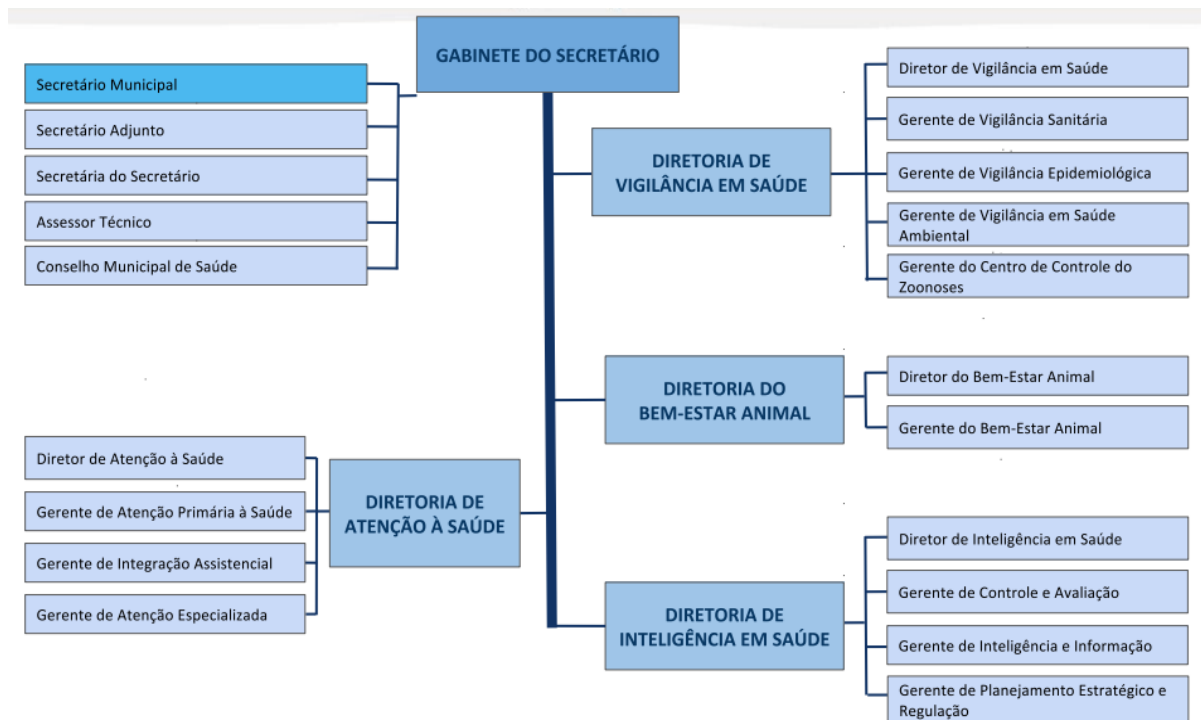 GABINETE DO SECRETÁRIO
Secretário Municipal
Secretário Adjunto
Secretária do Secretário
Assessor Técnico
Conselho Municipal de Saúde
DIRETORIA DE
VIGILÂNCIA EM SAÚDE
Diretor de Vigilância em Saúde
Gerente de Vigilância Sanitária
Gerente de Vigilância Epidemiológica
Gerente de Vigilância em Saúde
Ambiental
Gerente do Centro de Controle do
Zoonoses
DIRETORIA DO
BEM-ESTAR ANIMAL
Diretor do Bem-Estar Animal
Gerente do Bem-Estar Animal
Diretor de Atenção à Saúde
Gerente de Atenção Primária à Saúde
Gerente de Integração Assistencial
Gerente de Atenção Especializada
DIRETORIA DE
ATENÇÃO À SAÚDE
DIRETORIA DE
INTELIGÊNCIA EM SAÚDE
Diretor de Inteligência em Saúde
Gerente de Controle e Avaliação
Gerente de Inteligência e Informação
Gerente de Planejamento Estratégico e
Regulação